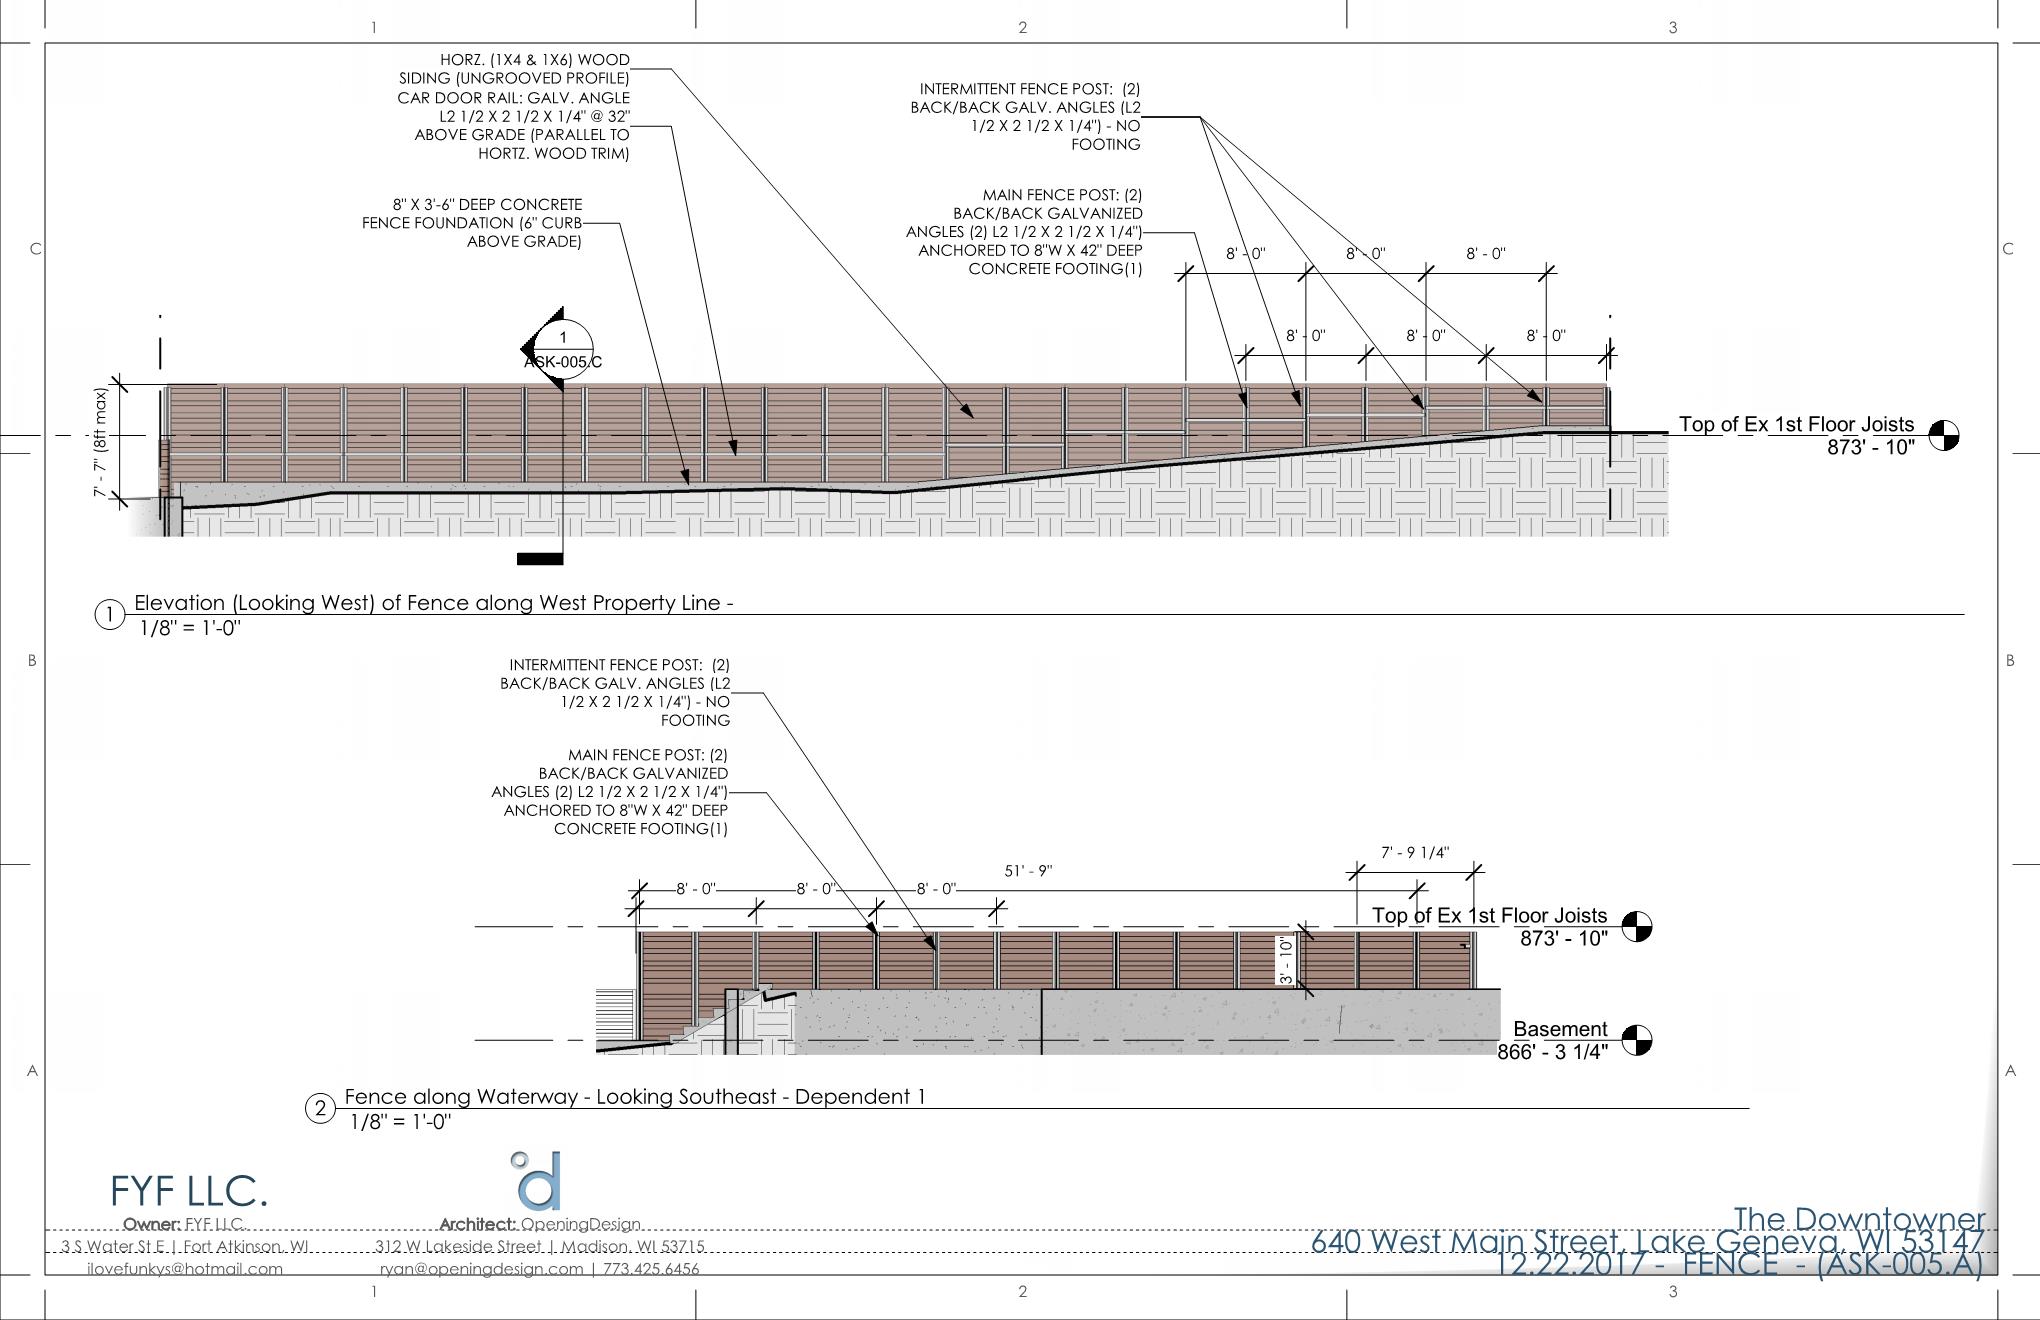 1
2
3
HORZ. (1X4 & 1X6) WOOD
SIDING (UNGROOVED PROFILE)
CAR DOOR RAIL: GALV. ANGLE
L2 1/2 X 2 1/2 X 1/4" @ 32"
ABOVE GRADE (PARALLEL TO
HORTZ. WOOD TRIM)
INTERMITTENT FENCE POST: (2)
BACK/BACK GALV. ANGLES (L2
1/2 X 2 1/2 X 1/4") - NO
FOOTING
8" X 3'-6" DEEP CONCRETE
FENCE FOUNDATION (6" CURB
ABOVE GRADE)
MAIN FENCE POST: (2)
BACK/BACK GALVANIZED
ANGLES (2) L2 1/2 X 2 1/2 X 1/4")
ANCHORED TO 8"W X 42" DEEP
CONCRETE FOOTING(1)
C
C
8' - 0"
8' - 0"
8' - 0"
8' - 0"
8' - 0"
8' - 0"
1
ASK-005.C
7' - 7" (8ft max)
Top of Ex 1st Floor Joists
873' - 10"
1
Elevation (Looking West) of Fence along West Property Line -
1/8" = 1'-0"
B
B
INTERMITTENT FENCE POST: (2)
BACK/BACK GALV. ANGLES (L2
1/2 X 2 1/2 X 1/4") - NO
FOOTING
MAIN FENCE POST: (2)
BACK/BACK GALVANIZED
ANGLES (2) L2 1/2 X 2 1/2 X 1/4")
ANCHORED TO 8"W X 42" DEEP
CONCRETE FOOTING(1)
7' - 9 1/4"
51' - 9"
8' - 0"
8' - 0"
8' - 0"
Top of Ex 1st Floor Joists
873' - 10"
3' - 10"
Basement
866' - 3 1/4"
A
A
2
Fence along Waterway - Looking Southeast - Dependent 1
1/8" = 1'-0"
FYF LLC.
Owner: FYF LLC.
3 S Water St E | Fort Atkinson, WI
ilovefunkys@hotmail.com
d
Architect: OpeningDesign
312 W Lakeside Street | Madison, WI 53715
ryan@openingdesign.com | 773.425.6456
The Downtowner
640 West Main Street, Lake Geneva, WI 53147
12.22.2017 - FENCE - (ASK-005.A)
1
2
3